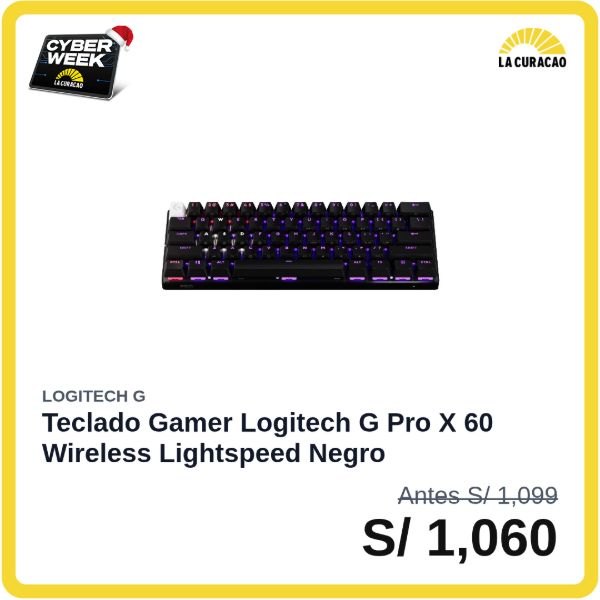 CYBER
WEEK
LA CURACAO
LA CURACAO
LOGITECH G
Teclado Gamer Logitech G Pro X 60
Wireless Lightspeed Negro
Antes S/ 1,099
S/ 1,060